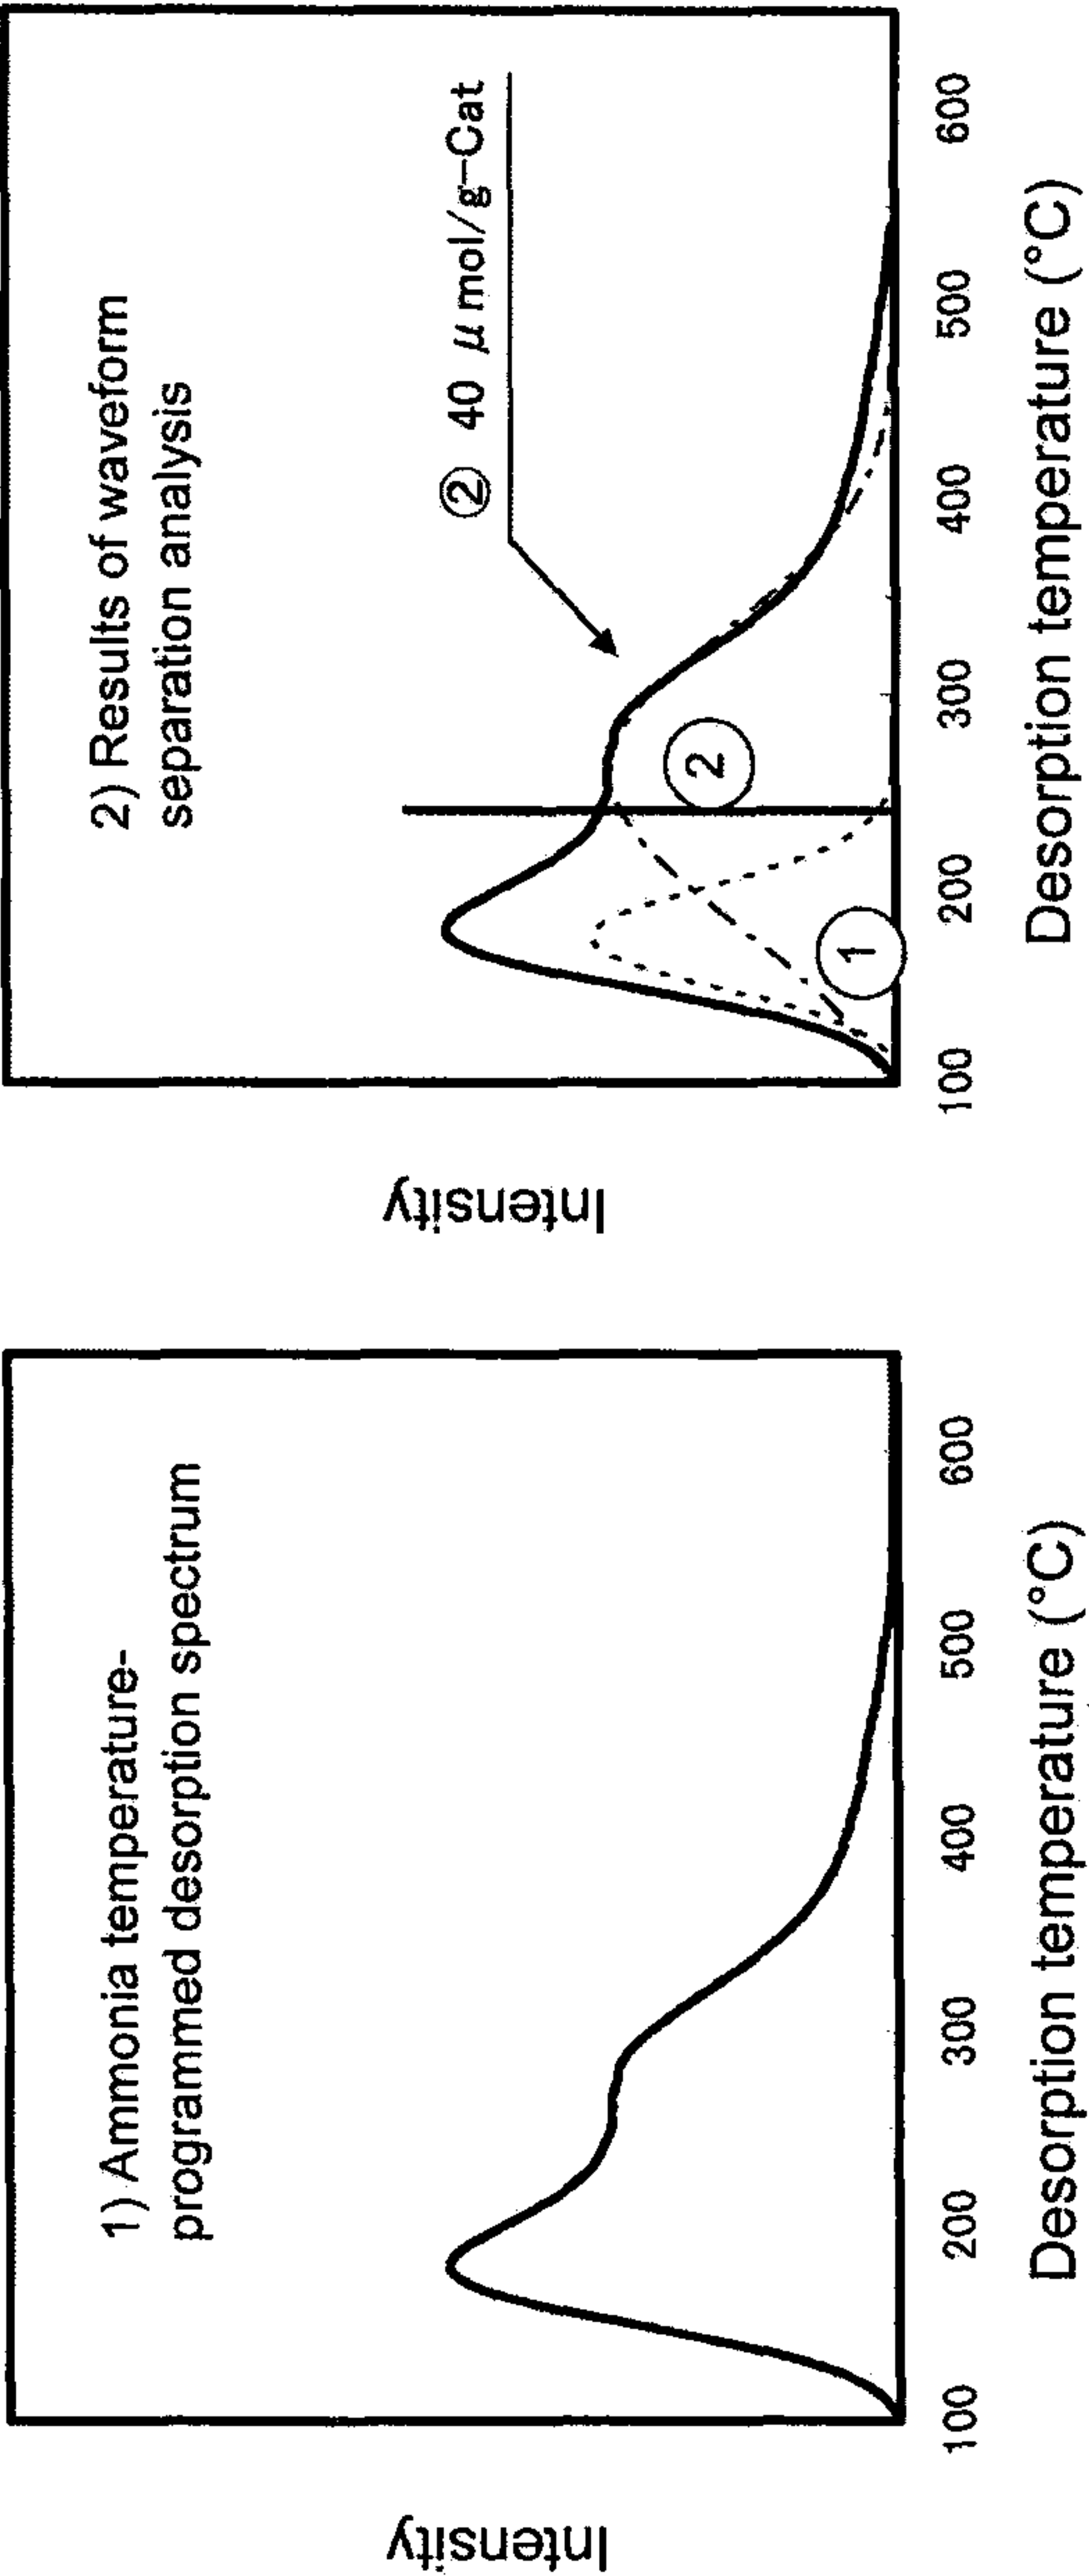 1) Ammonia temperature-
programmed desorption spectrum
Intensity
100 200 300 400 500 600
Desorption temperature (°C)
2) Results of waveform
separation analysis
② 40 μmol/g-Cat
②
①
Intensity
100 200 300 400 500 600
Desorption temperature (°C)